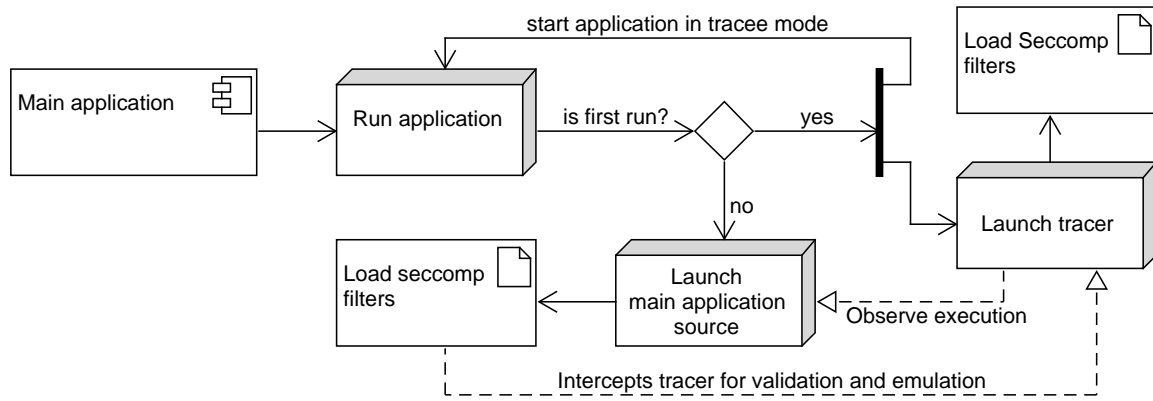 start application in tracee mode
Load Seccomp
filters
Main application
Run application
is first run?
yes
no
Launch tracer
Load seccomp
filters
Launch
main application
source
Observe execution
Intercepts tracer for validation and emulation